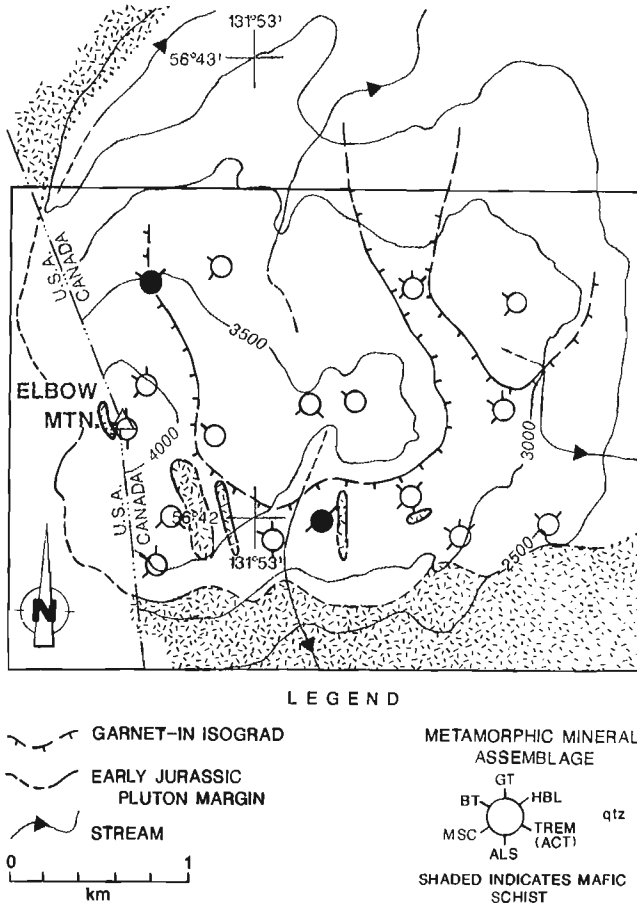 131°53'
56°43'
U.S.A.
CANADA
3500
ELBOW
MTN.
4000
3000
U.S.A.
CANADA
56°42'
131°53'
2500
N
LEGEND
GARNET-IN ISOGRAD
EARLY JURASSIC
PLUTON MARGIN
STREAM
0 1
km
METAMORPHIC MINERAL
ASSEMBLAGE
GT
BT HBL
qtz
MSC TREM
(ACT)
ALS
SHADED INDICATES MAFIC
SCHIST